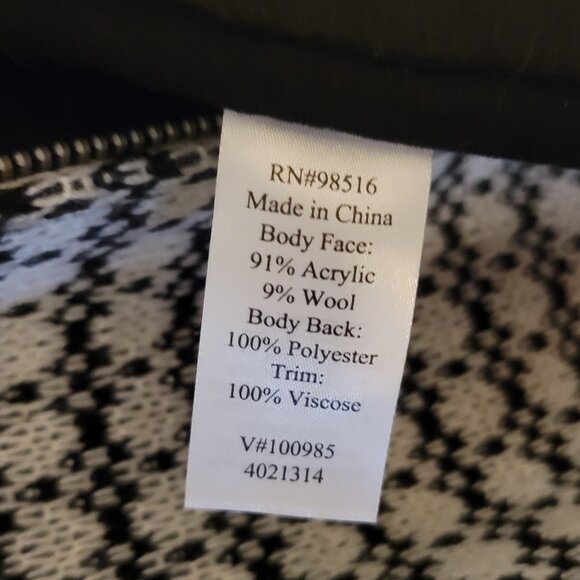 RN#98516
Made in China
Body Face:
91% Acrylic
9% Wool
Body Back:
100% Polyester
Trim:
100% Viscose
V#100985
4021314